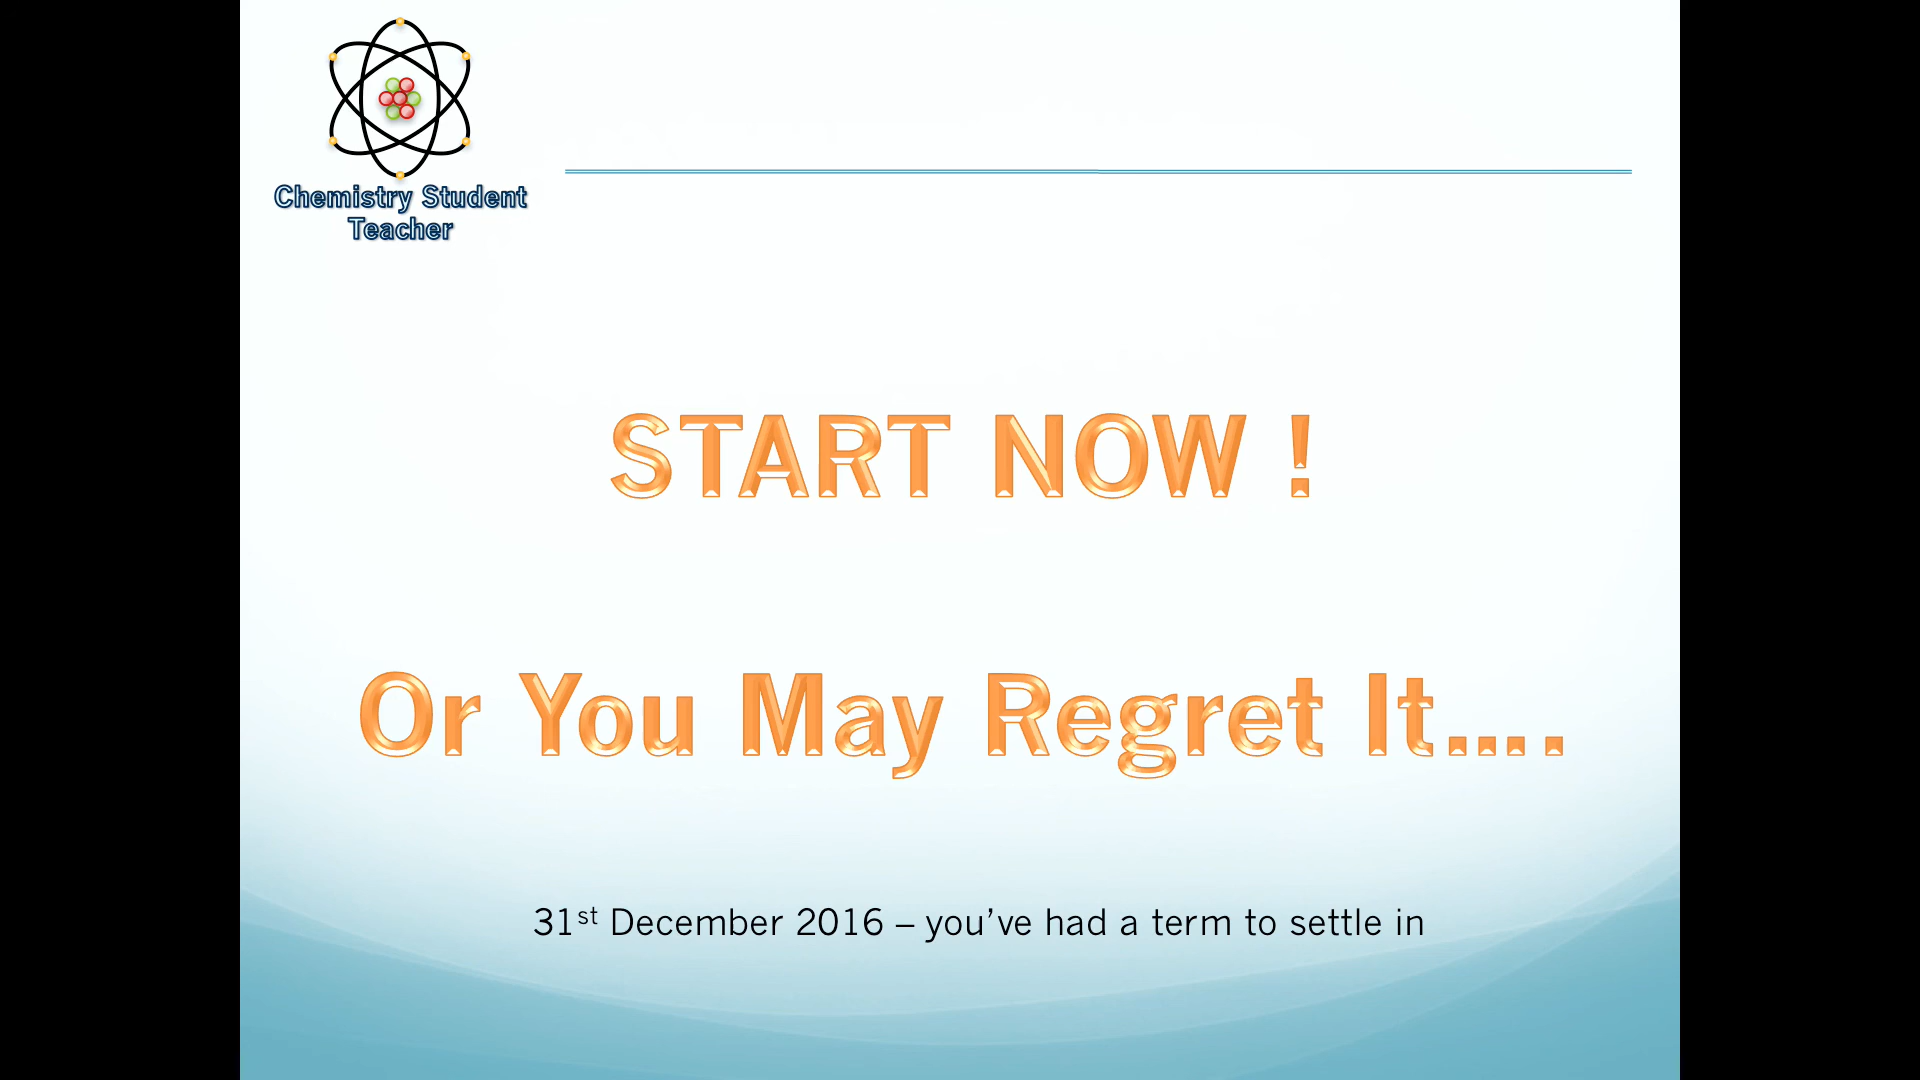 Chemistry Student
Teacher
START NOW !
Or You May Regret It....
31st December 2016 – you’ve had a term to settle in